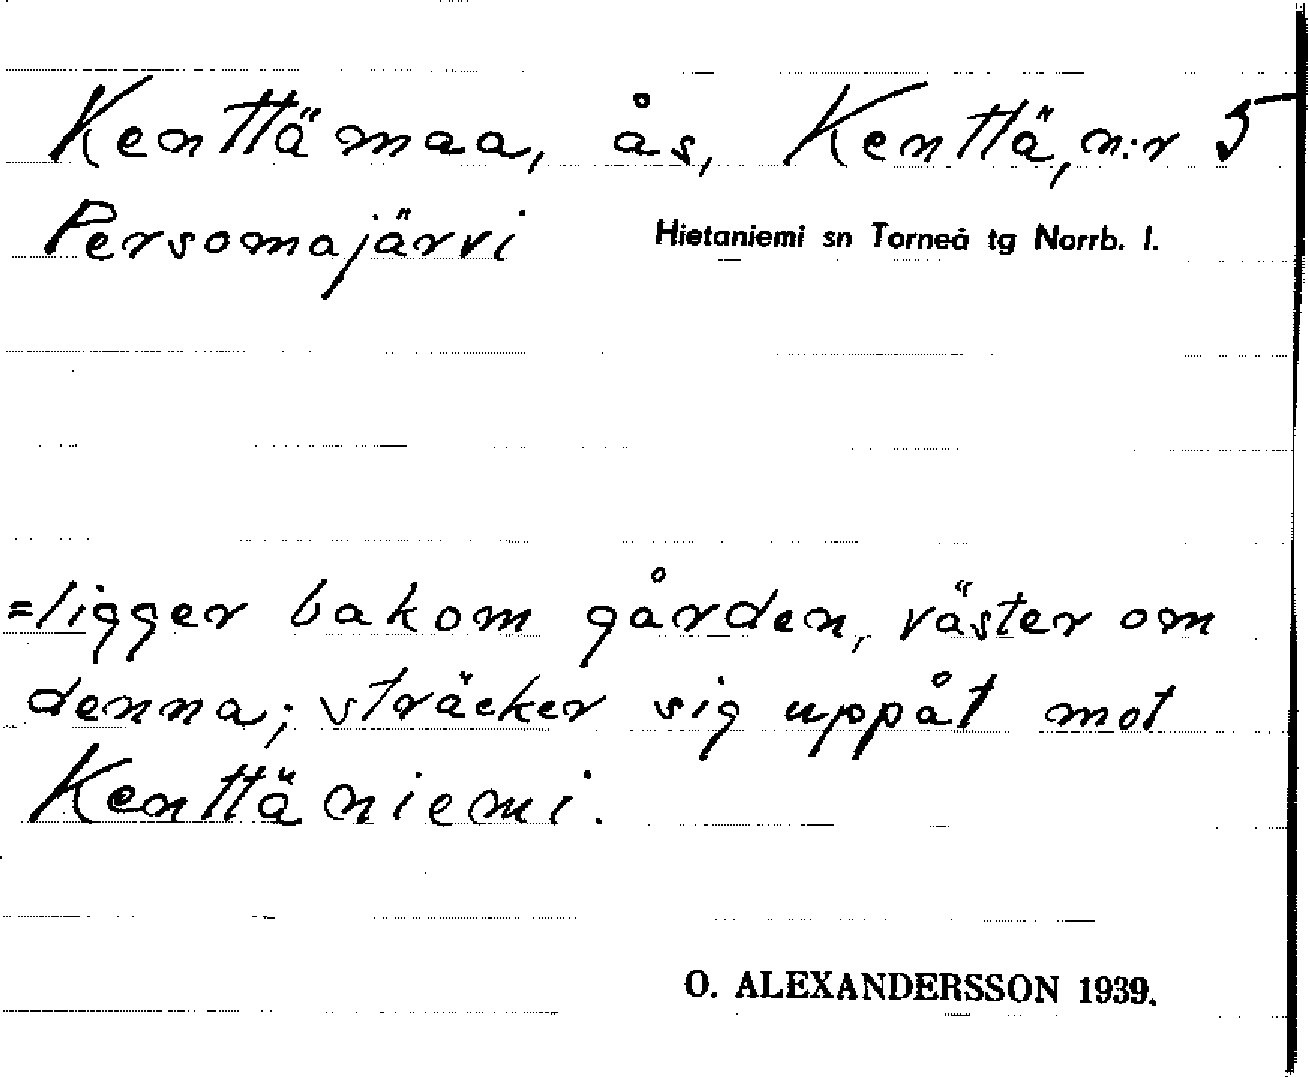 Kenttämaa, ås, Kenttä, n:r 5
Persomajärvi Hietaniemi sn Torneå tg Norrb. l.
=ligger bakom gården, väster om
denna; sträcker sig uppåt mot
Kenttäniemi.
O. ALEXANDERSSON 1939.